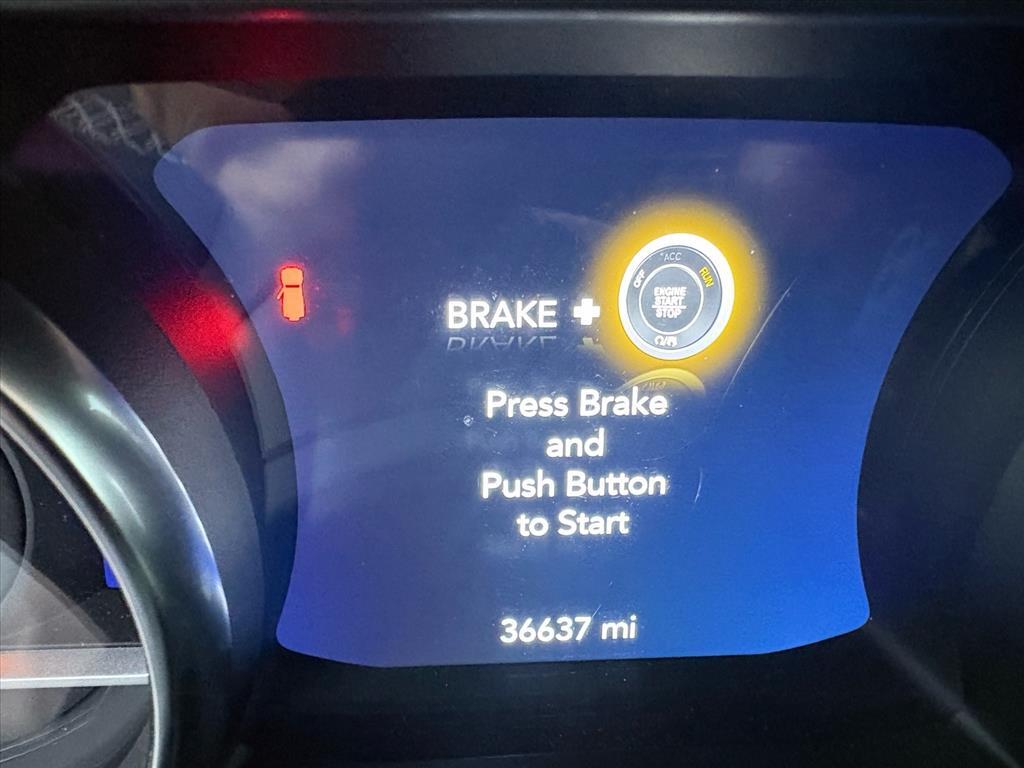 ACC
OFF
RUN
ENGINE
START
STOP
BRAKE +
Press Brake
and
Push Button
to Start
36637 mi